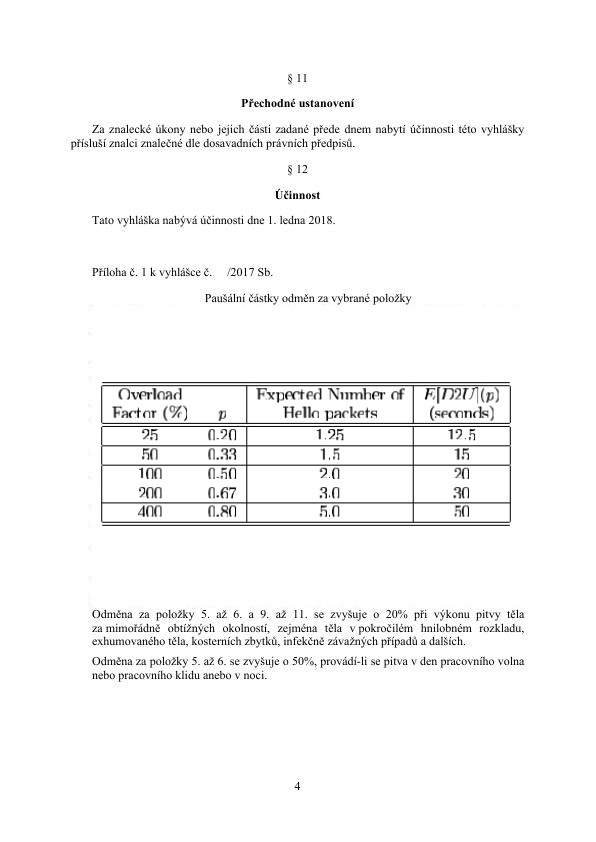 § 11
Přechodné ustanovení
Za znalecké úkony nebo jejich části zadané přede dnem nabytí účinnosti této vyhlášky
přísluší znalci znalečné dle dosavadních právních předpisů.
§ 12
Účinnost
Tato vyhláška nabývá účinnosti dne 1. ledna 2018.
Příloha č. 1 k vyhlášce č. /2017 Sb.
Paušální částky odměn za vybrané položky
Overload Expected Number of E[D2U](p)
Factor (%) p Hello packets (seconds)
25 0.20 1.25 12.5
50 0.33 1.5 15
100 0.50 2.0 20
200 0.67 3.0 30
400 0.80 5.0 50
Odměna za položky 5. až 6. a 9. až 11. se zvyšuje o 20% při výkonu pitvy těla
za mimořádně obtížných okolností, zejména těla v pokročilém hnilobném rozkladu,
exhumovaného těla, kosterních zbytků, infekčně závažných případů a dalších.
Odměna za položky 5. až 6. se zvyšuje o 50%, provádí-li se pitva v den pracovního volna
nebo pracovního klidu anebo v noci.
4